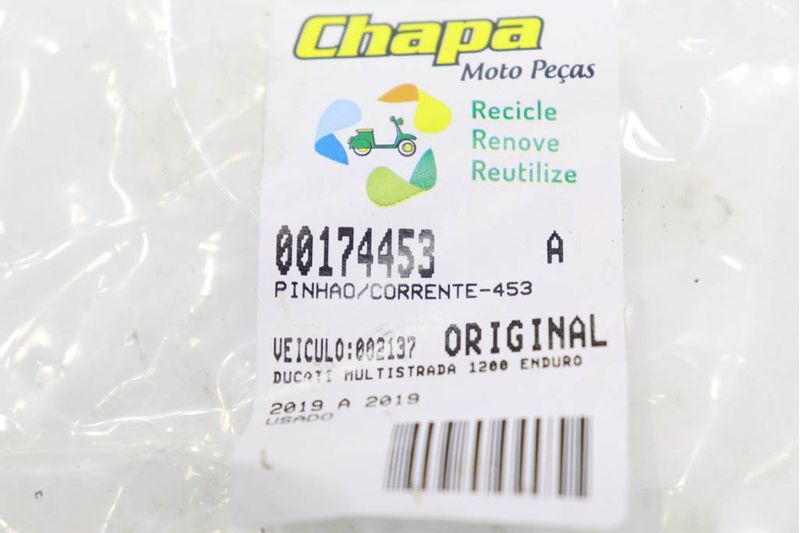 Chapa
Moto Peças
Recicle
Renove
Reutilize
00174453 A
PINHAO/CORRENTE-453
VEICULO:002137 ORIGINAL
DUCATI MULTISTRADA 1200 ENDURO
2019 A 2019
USADO